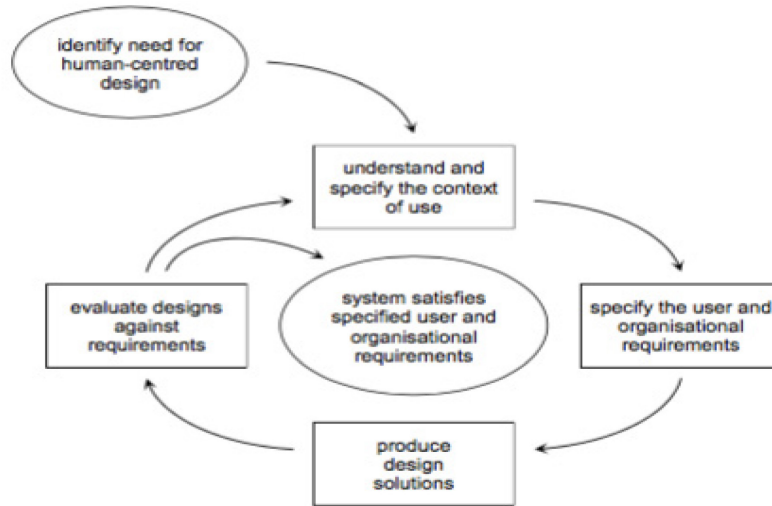 identify need for
human-centred
design
understand and
specify the context
of use
evaluate designs
against
requirements
system satisfies
specified user and
organisational
requirements
specify the user and
organisational
requirements
produce
design
solutions